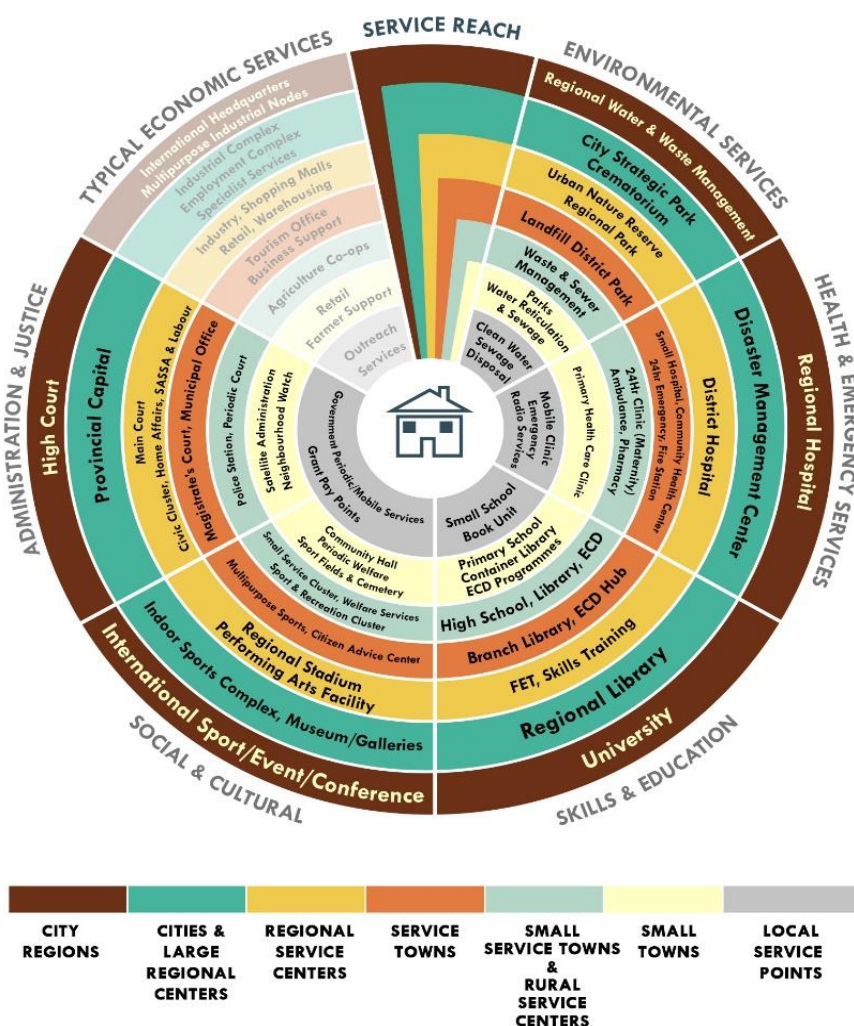 SERVICE REACH
ENVIRONMENTAL SERVICES
Regional Water & Waste Management
City Strategic Park
Crematorium
Urban Nature Reserve
Regional Park
Landfill District Park
Waste & Sewer
Management
Parks
Water Reticulation
& Sewage
Clean Water
Sewage
Disposal
HEALTH & EMERGENCY SERVICES
Regional Hospital
Disaster Management Center
District Hospital
Small Hospital, Community Health Center
24hr Emergency, Fire Station
24Hr Clinic (Maternity)
Ambulance, Pharmacy
Primary Health Care Clinic
Mobile Clinic
Emergency
Radio Services
SKILLS & EDUCATION
University
Regional Library
FET, Skills Training
Branch Library, ECD Hub
High School, Library, ECD
Primary School
Container Library
ECD Programmes
Small School
Book Unit
SOCIAL & CULTURAL
International Sport/Event/Conference
Indoor Sports Complex, Museum/Galleries
Regional Stadium
Performing Arts Facility
Multipurpose Sports, Citizen Advice Center
Small Service Cluster, Welfare Services
Sport & Recreation Cluster
Community Hall
Periodic Welfare
Sport Fields & Cemetery
Government Periodic/Mobile Services
Grant Pay Points
ADMINISTRATION & JUSTICE
High Court
Provincial Capital
Main Court
Civic Cluster, Home Affairs, SASSA & Labour
Magistrate's Court, Municipal Office
Police Station, Periodic Court
Satellite Administration
Neighbourhood Watch
TYPICAL ECONOMIC SERVICES
International Headquarters
Multipurpose Industrial Nodes
Industrial Complex
Employment Complex
Specialist Services
Industry, Shopping Malls
Retail, Warehousing
Tourism Office
Business Support
Agriculture Co-ops
Retail
Farmer Support
Outreach
Services
CITY
REGIONS
CITIES &
LARGE
REGIONAL
CENTERS
REGIONAL
SERVICE
CENTERS
SERVICE
TOWNS
SMALL
SERVICE TOWNS
&
RURAL
SERVICE
CENTERS
SMALL
TOWNS
LOCAL
SERVICE
POINTS